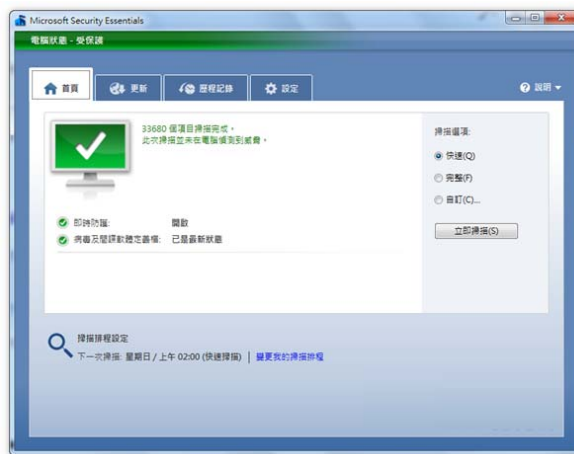 Microsoft Security Essentials
電腦狀態 - 受保護
首頁
更新
歷程記錄
設定
說明
33680 個項目掃描完成。
此次掃描並未在電腦偵測到威脅。
即時防護: 開啟
病毒及間諜軟體定義檔: 已是最新狀態
掃描選項:
快速(Q)
完整(F)
自訂(C)...
立即掃描(S)
掃描排程設定
下一次掃描: 星期日 / 上午 02:00 (快速掃描) | 變更我的掃描排程